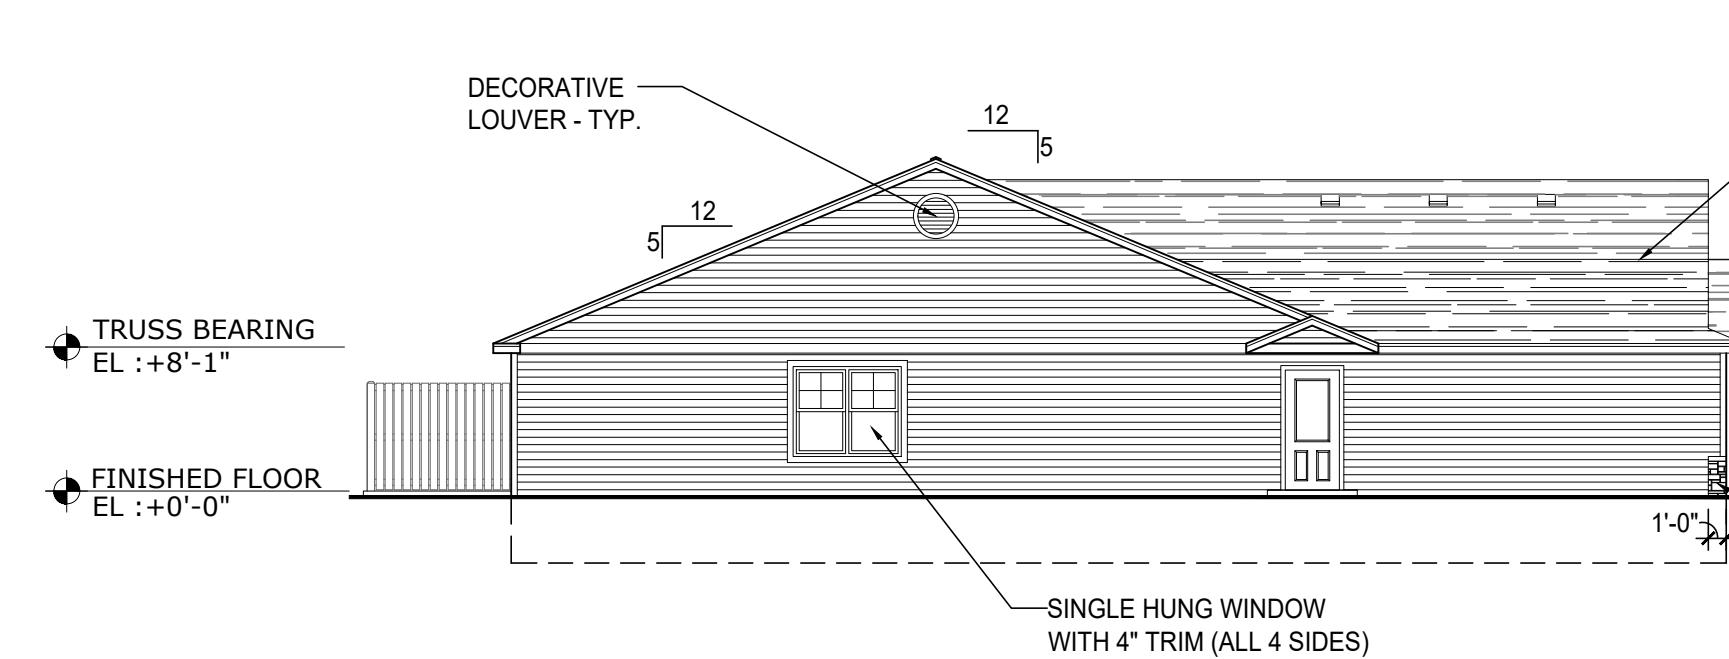 DECORATIVE
LOUVER - TYP.
12
5
12
5
TRUSS BEARING
EL :+8'-1"
FINISHED FLOOR
EL :+0'-0"
1'-0"
SINGLE HUNG WINDOW
WITH 4" TRIM (ALL 4 SIDES)